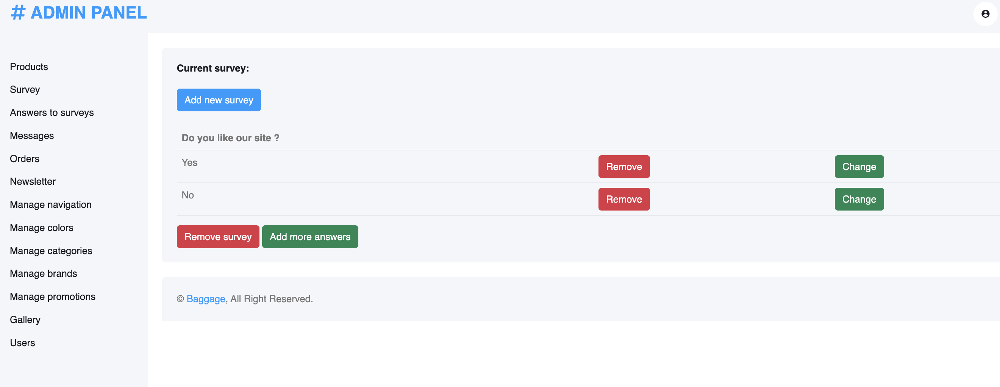 # ADMIN PANEL
Products
Survey
Answers to surveys
Messages
Orders
Newsletter
Manage navigation
Manage colors
Manage categories
Manage brands
Manage promotions
Gallery
Users
Current survey:
Add new survey
Do you like our site ?
Yes Remove Change
No Remove Change
Remove survey Add more answers
© Baggage, All Right Reserved.